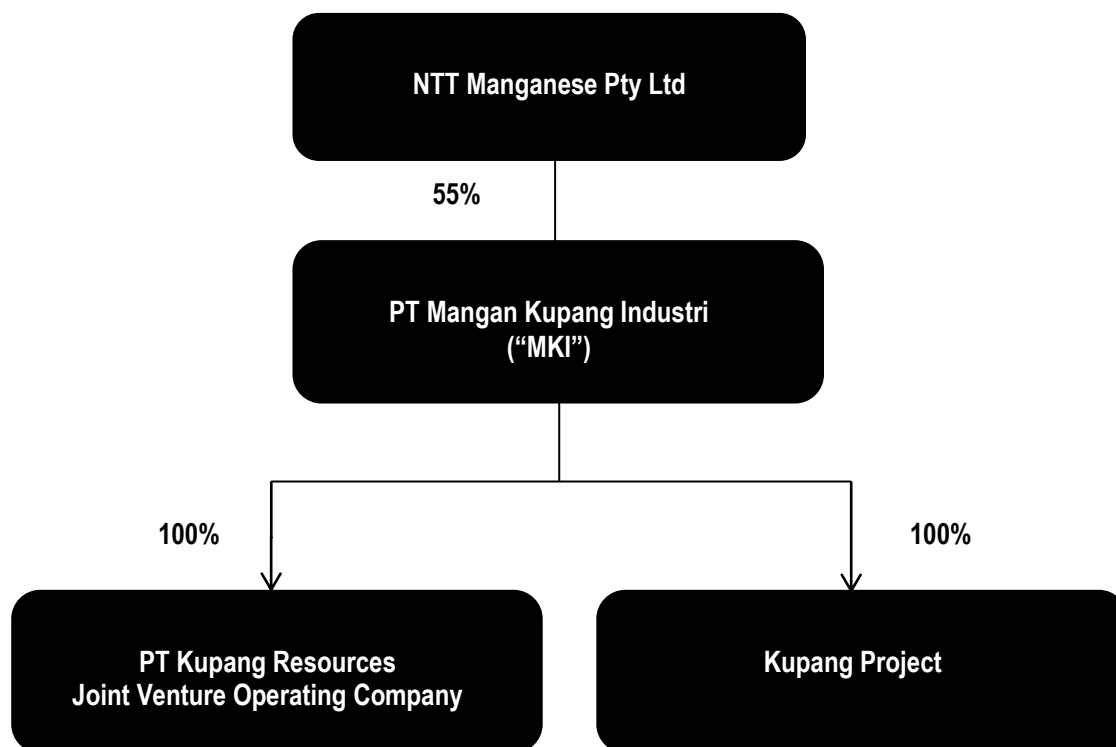 NTT Manganese Pty Ltd
55%
PT Mangan Kupang Industri
(“MKI”)
100%
100%
PT Kupang Resources
Joint Venture Operating Company
Kupang Project